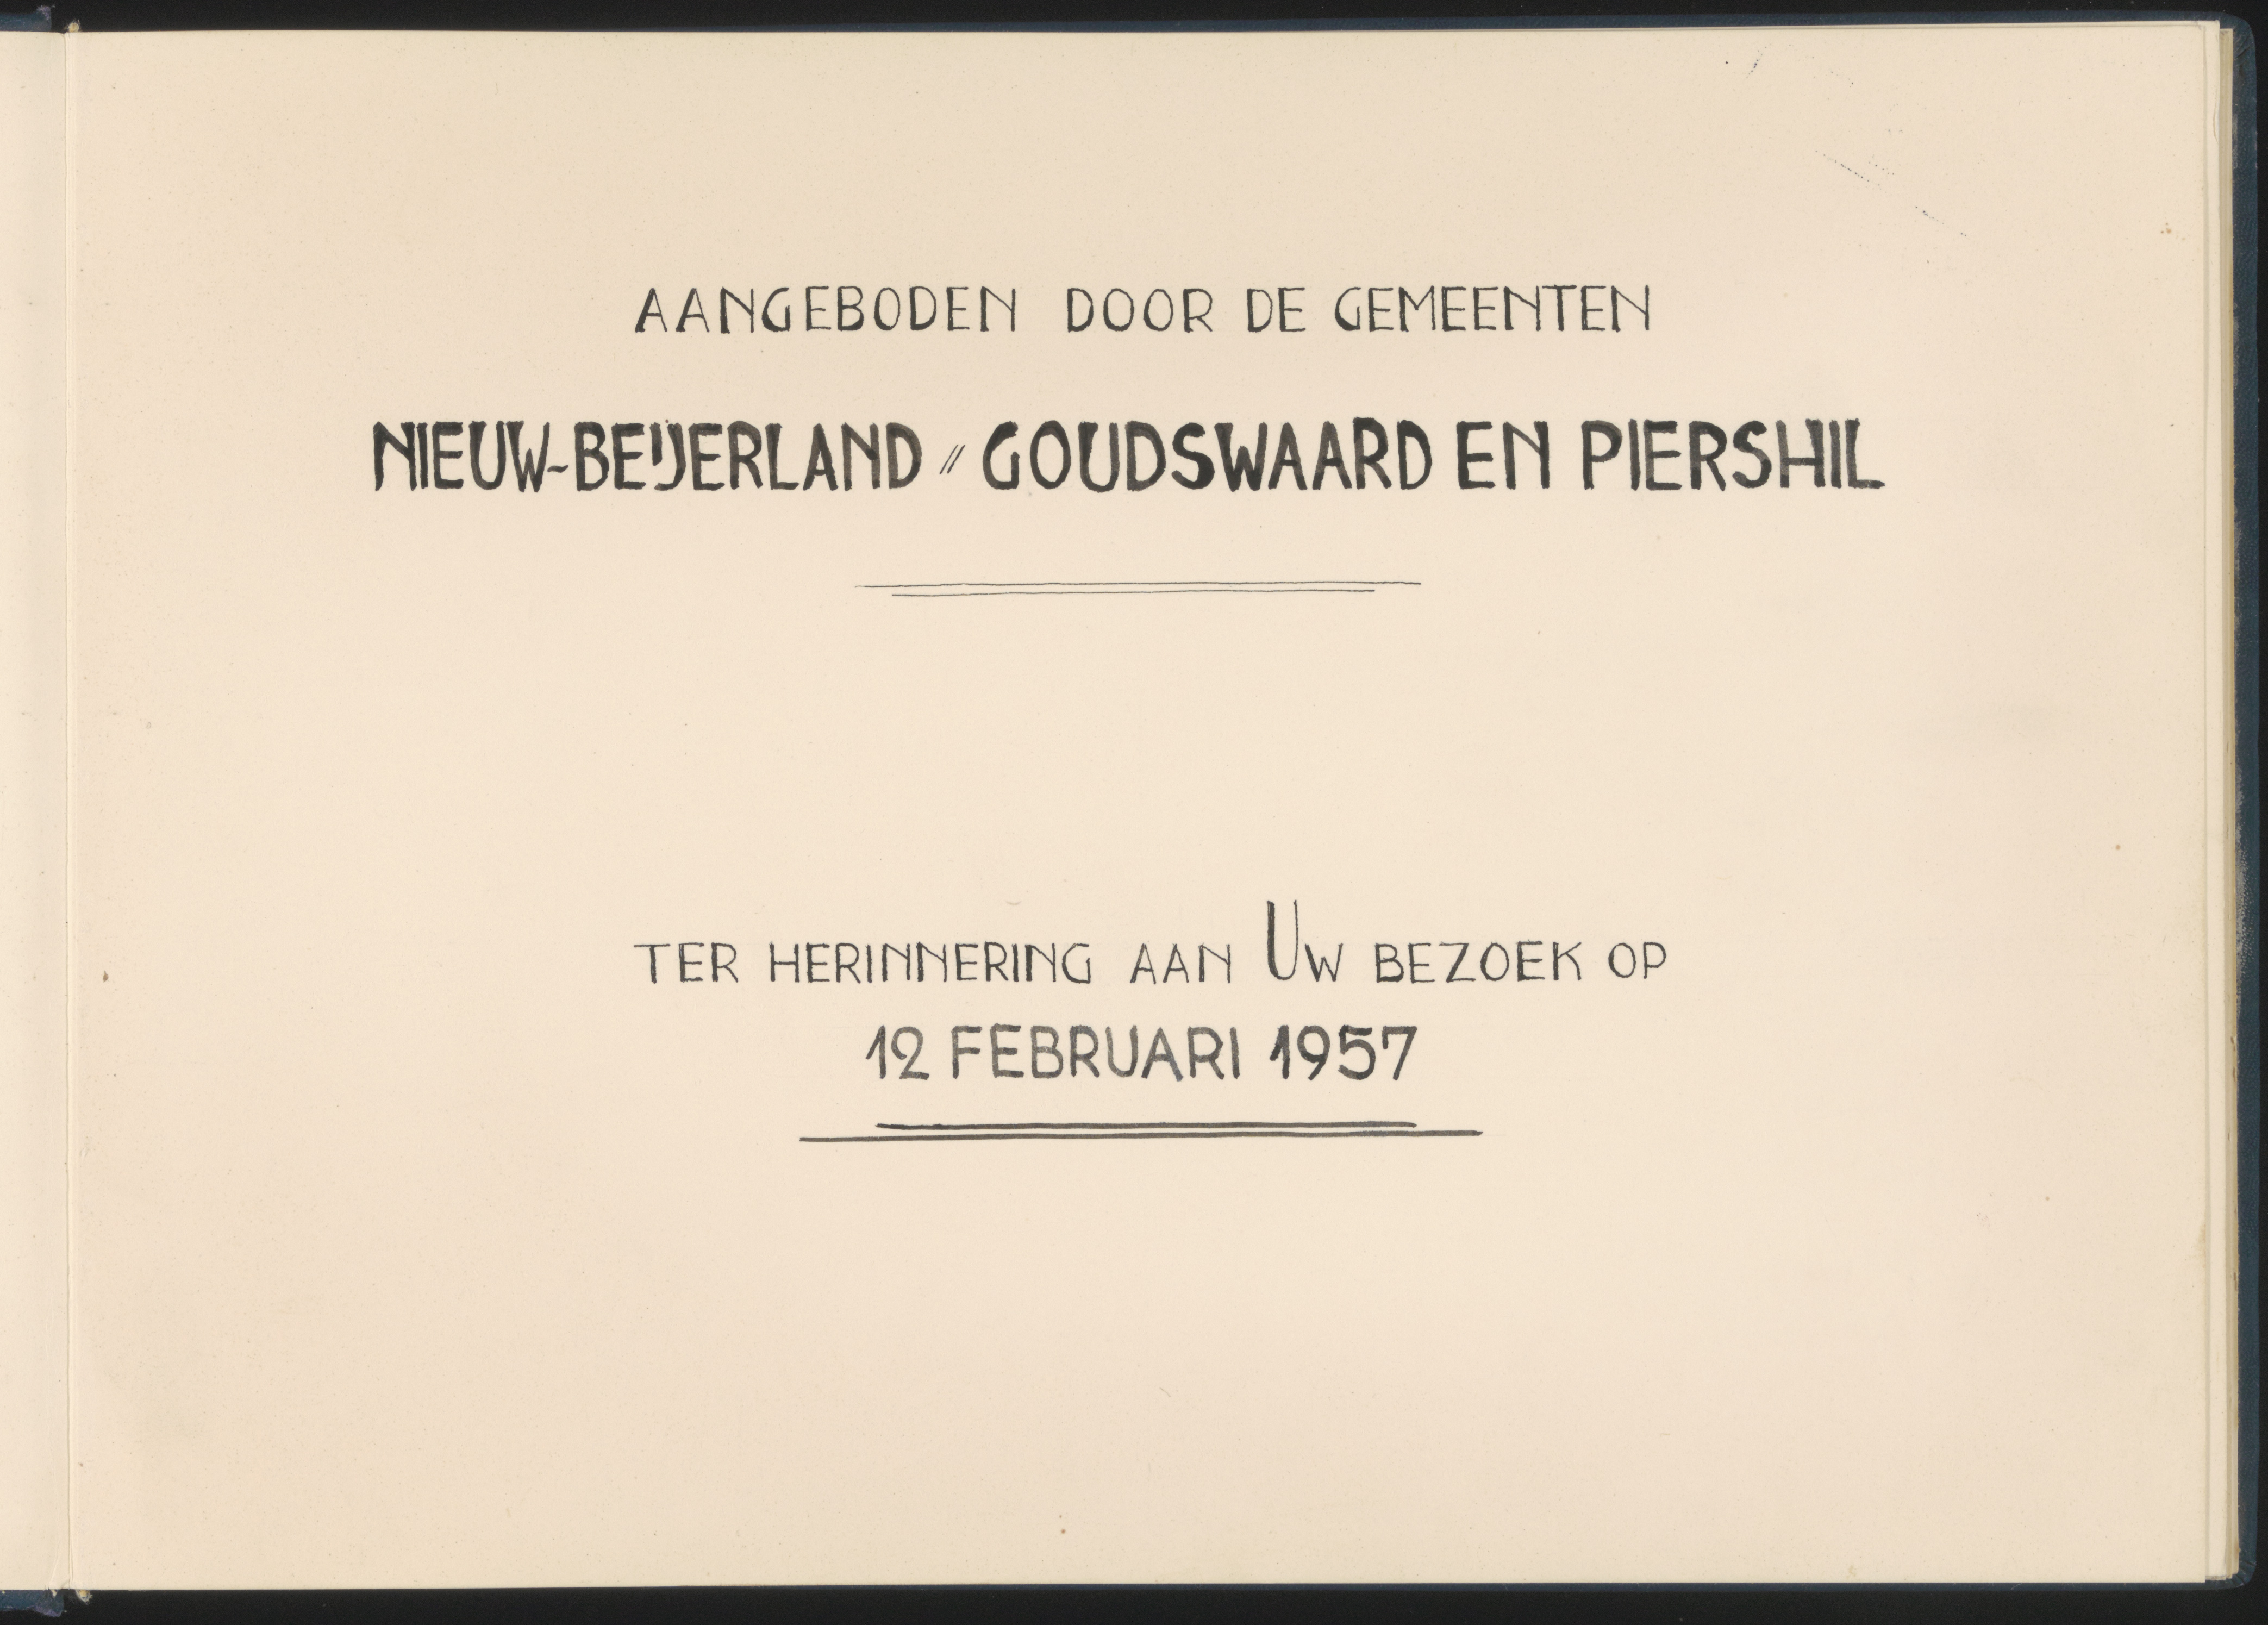 AANGEBODEN DOOR DE GEMEENTEN
NIEUW-BEIJERLAND // GOUDSWAARD EN PIERSHIL
TER HERINNERING AAN UW BEZOEK OP
12 FEBRUARI 1957